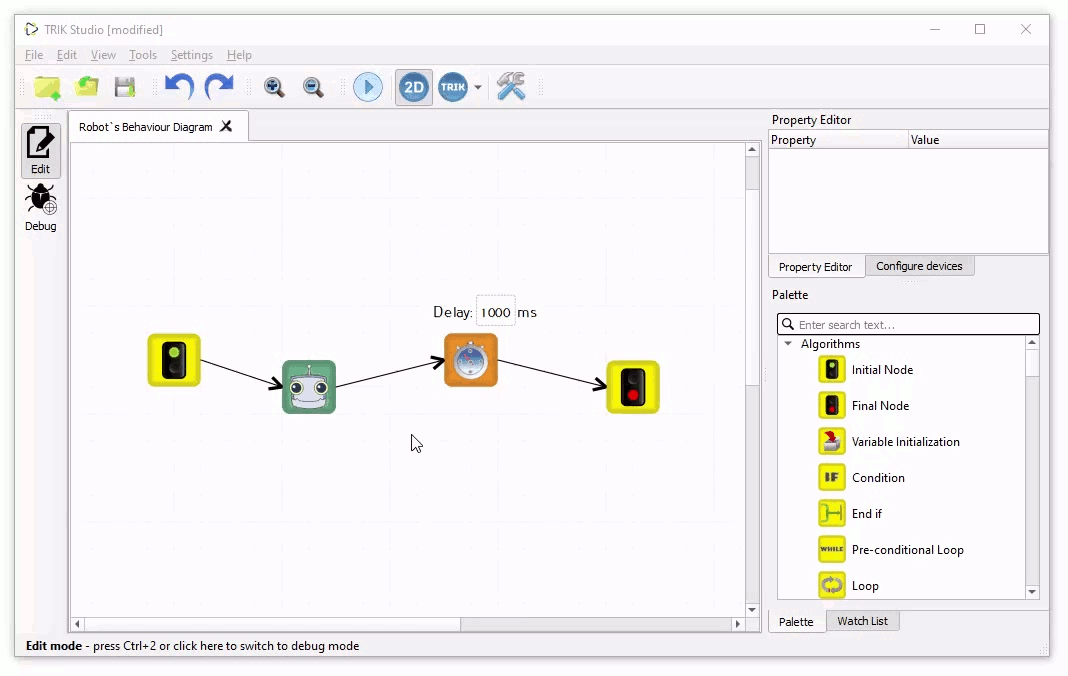 TRIK Studio [modified]
File Edit View Tools Settings Help
2D TRIK
Robot`s Behaviour Diagram
Edit
Debug
Delay: 1000 ms
Property Editor
Property Value
Property Editor Configure devices
Palette
Enter search text...
Algorithms
Initial Node
Final Node
Variable Initialization
IF Condition
End if
WHILE Pre-conditional Loop
Loop
Palette Watch List
Edit mode - press Ctrl+2 or click here to switch to debug mode